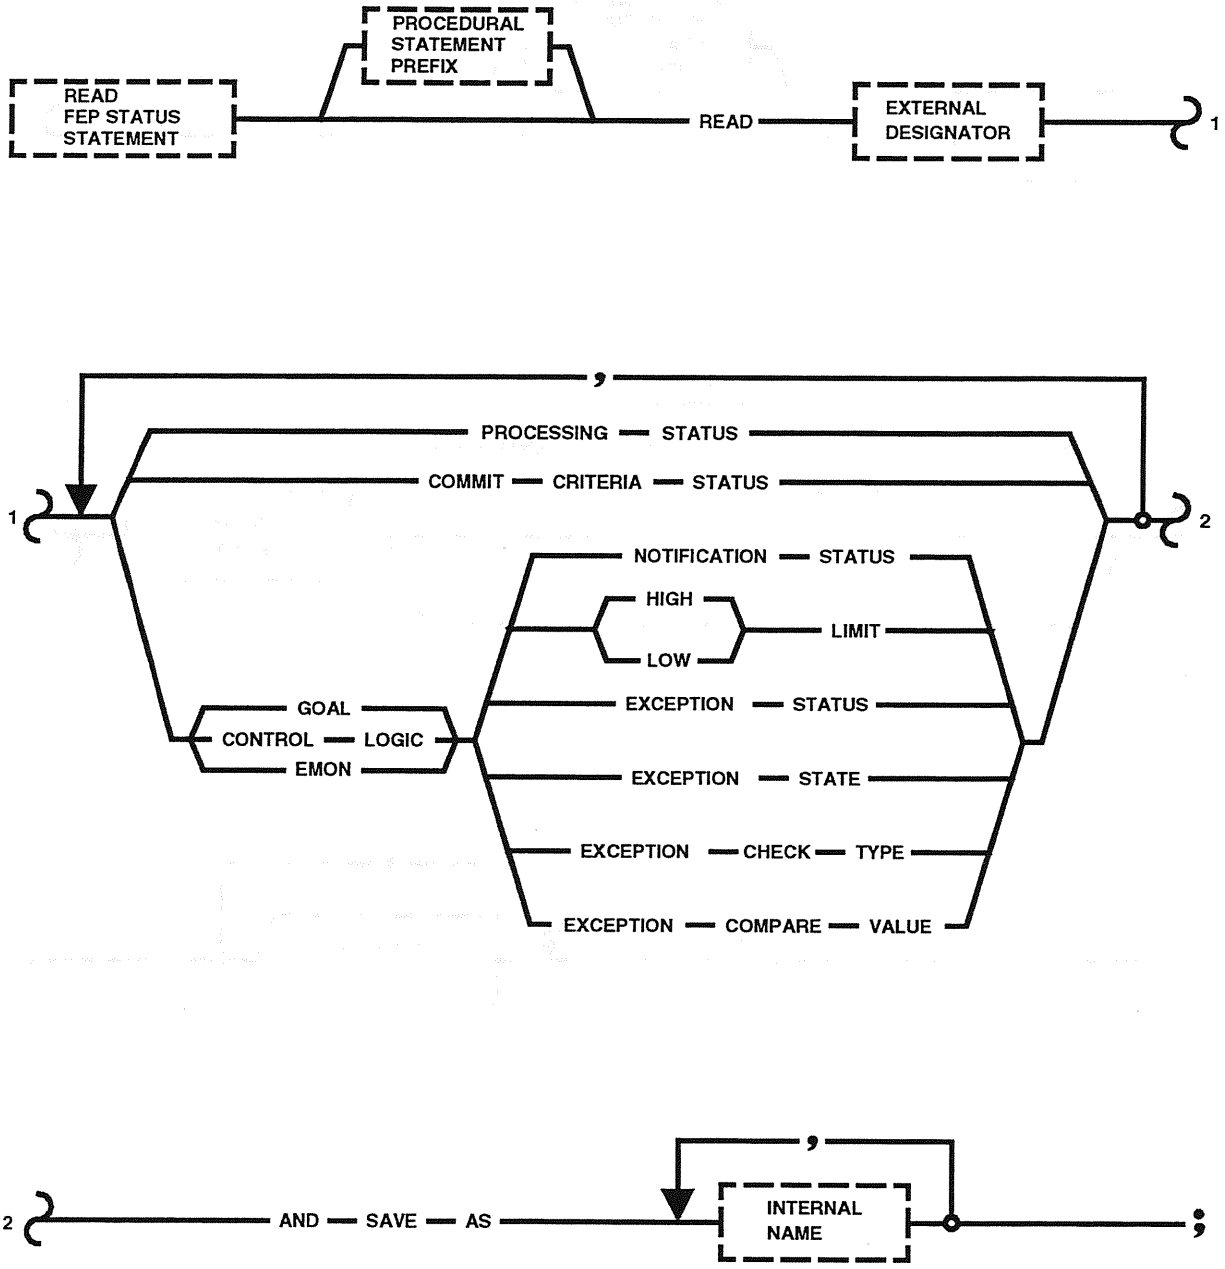 PROCEDURAL
STATEMENT
PREFIX
READ
FEP STATUS
STATEMENT
READ
EXTERNAL
DESIGNATOR
1
,
PROCESSING STATUS
COMMIT CRITERIA STATUS
1
2
NOTIFICATION STATUS
HIGH
LIMIT
LOW
EXCEPTION STATUS
GOAL
CONTROL LOGIC
EMON
EXCEPTION STATE
EXCEPTION CHECK TYPE
EXCEPTION COMPARE VALUE
,
2
AND SAVE AS
INTERNAL
NAME
;